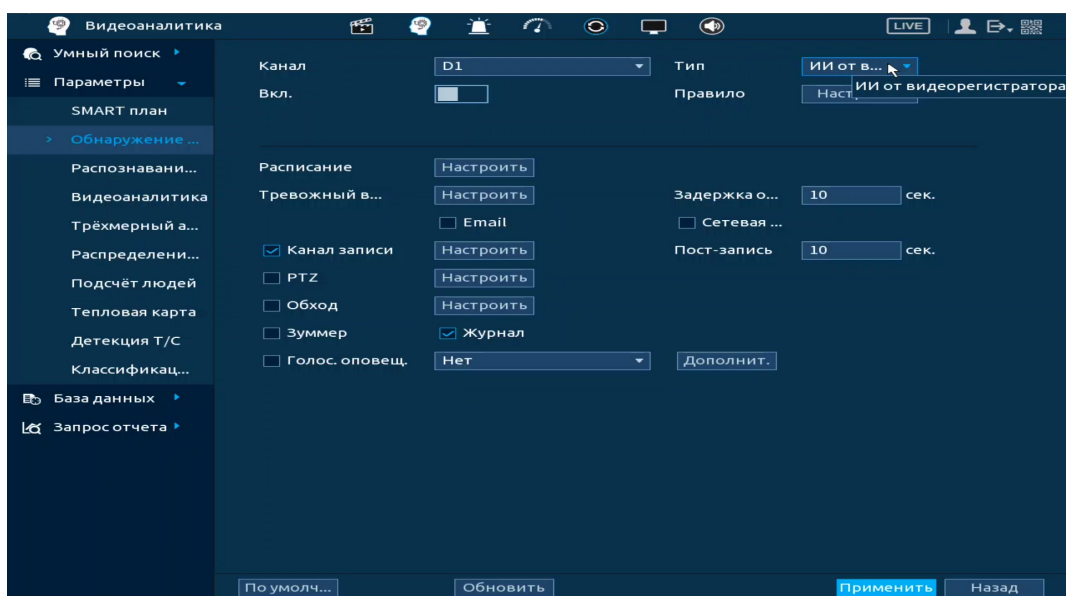 Видеоаналитика
LIVE
Умный поиск
Параметры
SMART план
Обнаружение ...
Распознавани...
Видеоаналитика
Трёхмерный а...
Распределени...
Подсчёт людей
Тепловая карта
Детекция Т/С
Классификац...
База данных
Запрос отчета
Канал D1 Тип ИИ от в...
ИИ от видеорегистратора
Вкл. Правило
Расписание Настроить
Тревожный в... Настроить Задержка о... 10 сек.
Email Сетевая ...
Канал записи Настроить Пост-запись 10 сек.
PTZ Настроить
Обход Настроить
Зуммер Журнал
Голос. оповещ. Нет Дополнит.
По умолч... Обновить Применить Назад